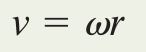 v = ωr